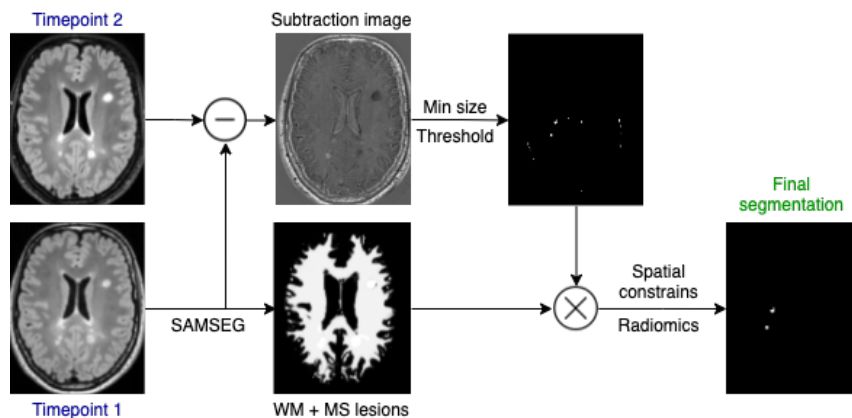 Timepoint 2
Subtraction image
Min size
Threshold
Final
segmentation
Spatial
constrains
Radiomics
SAMSEG
Timepoint 1
WM + MS lesions